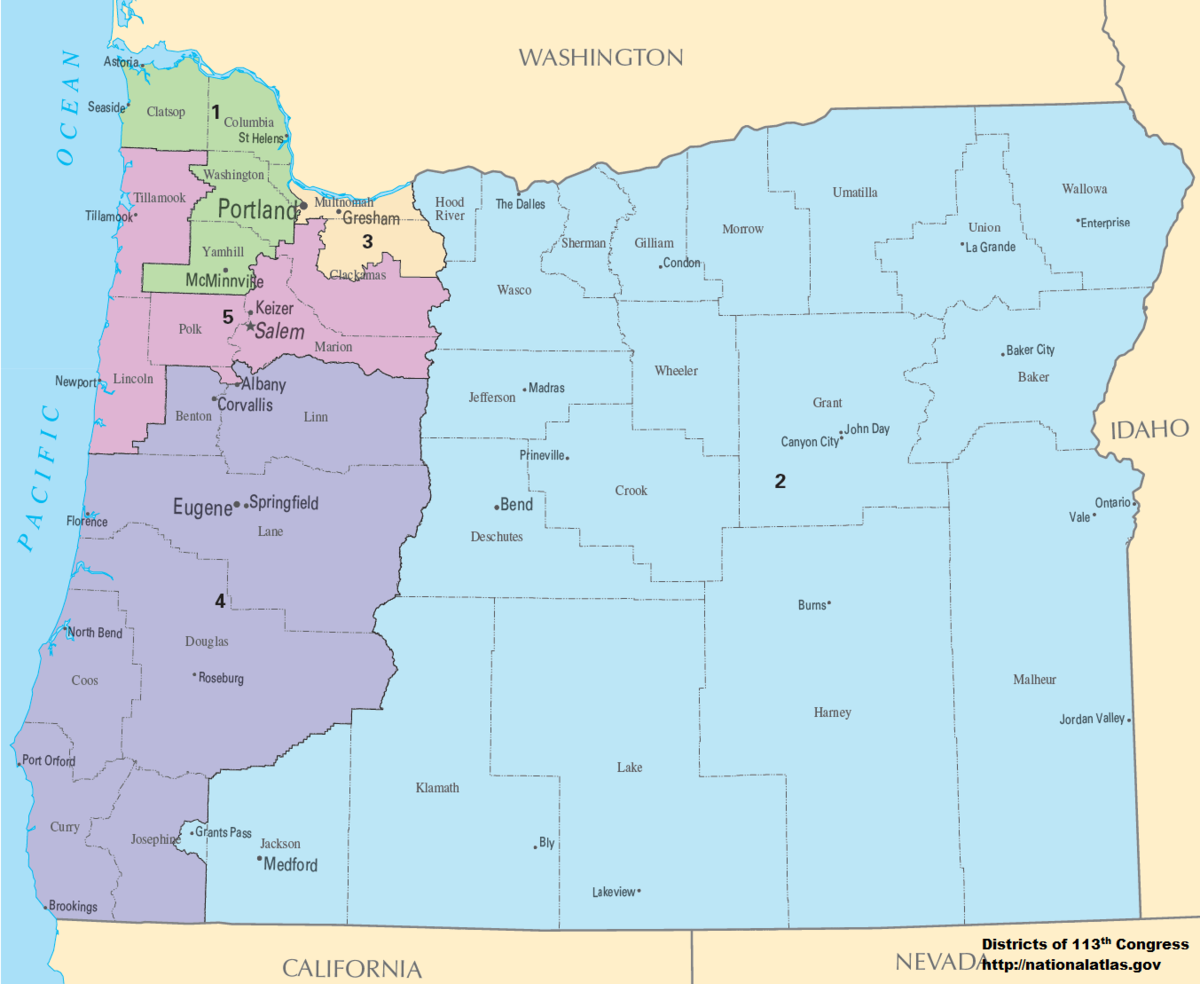 WASHINGTON
OCEAN
Astoria
Seaside
Clatsop
1
Columbia
St Helens
Washington
Tillamook
Tillamook
Portland
Multnomah
Gresham
3
Yamhill
McMinnville
Clackamas
Hood
River
The Dalles
Sherman
Gilliam
Condon
Morrow
Umatilla
Union
La Grande
Wallowa
Enterprise
Wasco
Keizer
5
Salem
Polk
Marion
Newport
Lincoln
Albany
Corvallis
Benton
Linn
Jefferson
Madras
Wheeler
Grant
John Day
Canyon City
Baker City
Baker
IDAHO
PACIFIC
Prineville
Crook
2
Eugene
Springfield
Florence
Lane
Bend
Deschutes
Ontario
Vale
4
North Bend
Douglas
Coos
Roseburg
Burns
Harney
Malheur
Jordan Valley
Port Orford
Klamath
Lake
Curry
Josephine
Grants Pass
Jackson
Medford
Bly
Lakeview
Brookings
CALIFORNIA
NEVADA
Districts of 113th Congress
http://nationalatlas.gov